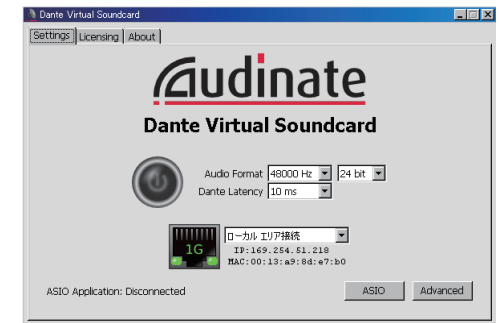 Dante Virtual Soundcard
Settings Licensing About
Audinate
Dante Virtual Soundcard
Audio Format 48000 Hz 24 bit
Dante Latency 10 ms
ローカル エリア接続
1G
IP:169.254.51.218
MAC:00:13:a9:8d:e7:b0
ASIO Application: Disconnected ASIO Advanced